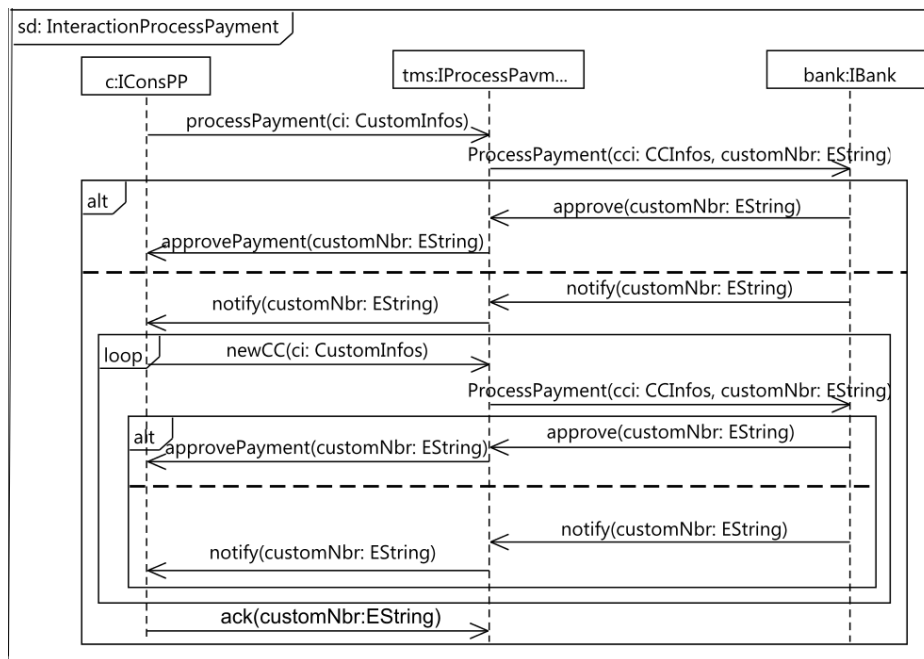 sd: InteractionProcessPayment
c:IConsPP
tms:IProcessPavm...
bank:IBank
processPayment(ci: CustomInfos)
ProcessPayment(cci: CCInfos, customNbr: EString)
alt
approve(customNbr: EString)
approvePayment(customNbr: EString)
notify(customNbr: EString)
notify(customNbr: EString)
loop
newCC(ci: CustomInfos)
ProcessPayment(cci: CCInfos, customNbr: EString)
alt
approve(customNbr: EString)
approvePayment(customNbr: EString)
notify(customNbr: EString)
notify(customNbr: EString)
ack(customNbr:EString)